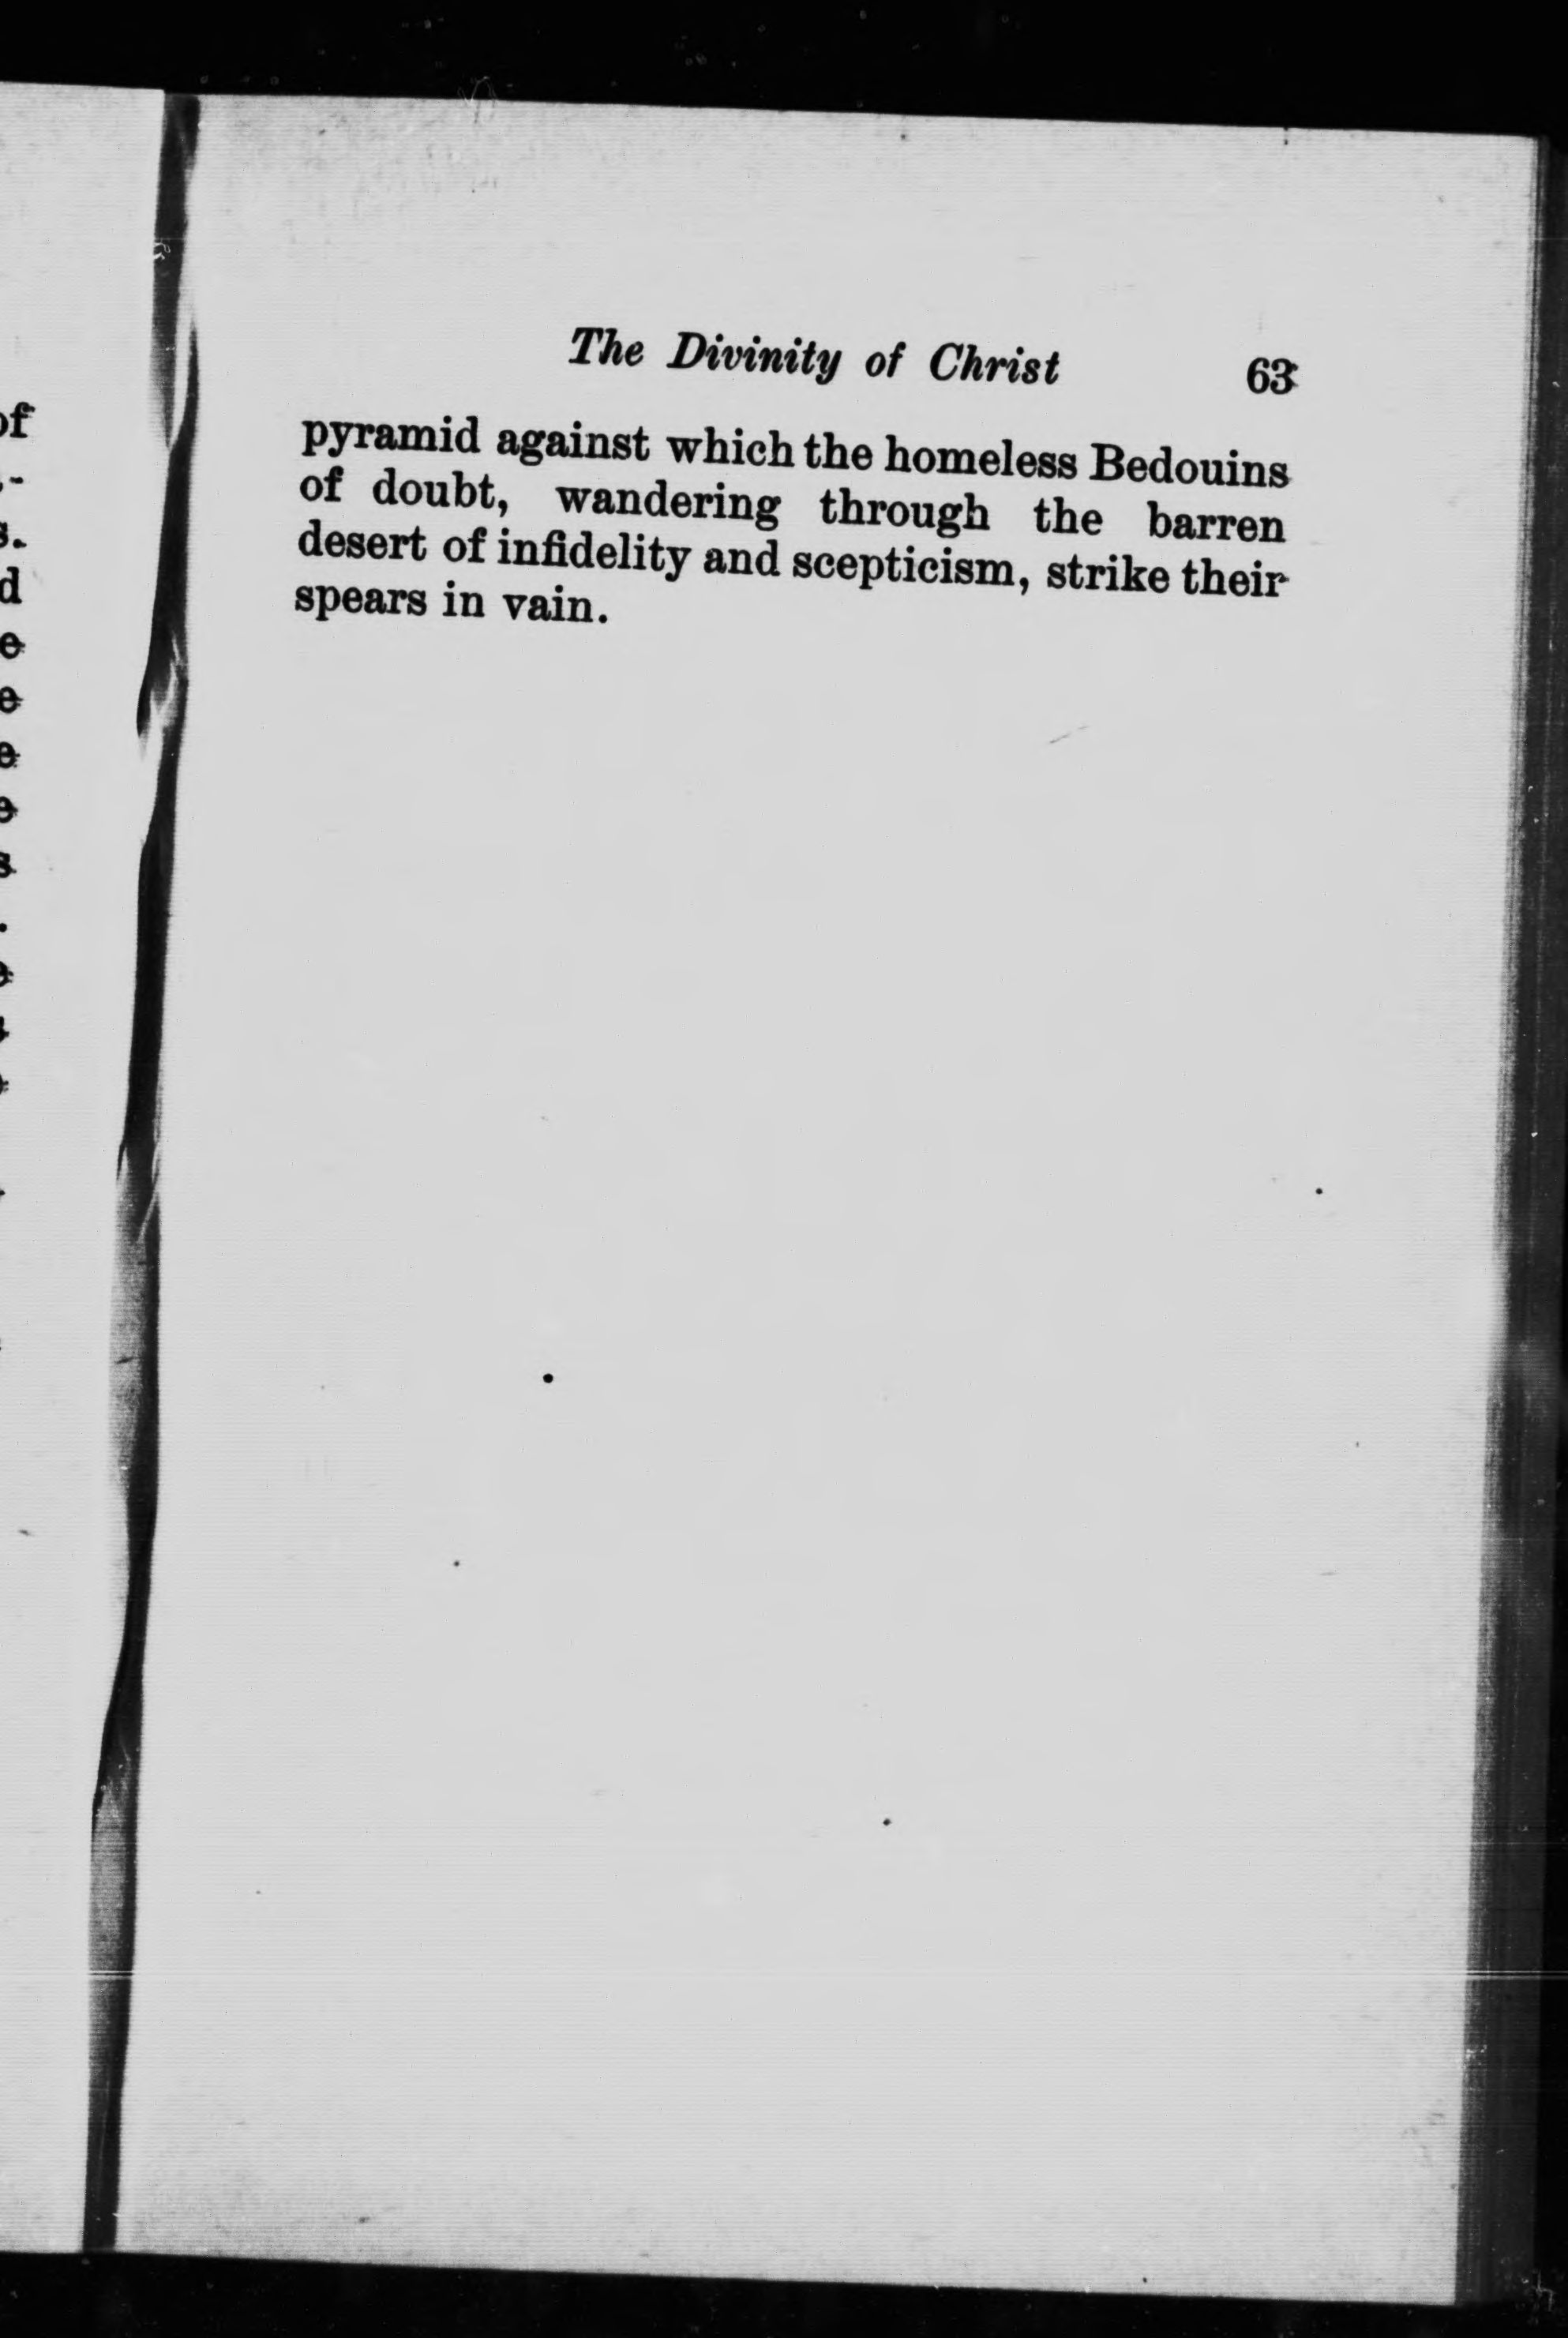 The Divinity of Christ 63
pyramid against which the homeless Bedouins
of doubt, wandering through the barren
desert of infidelity and scepticism, strike their
spears in vain.